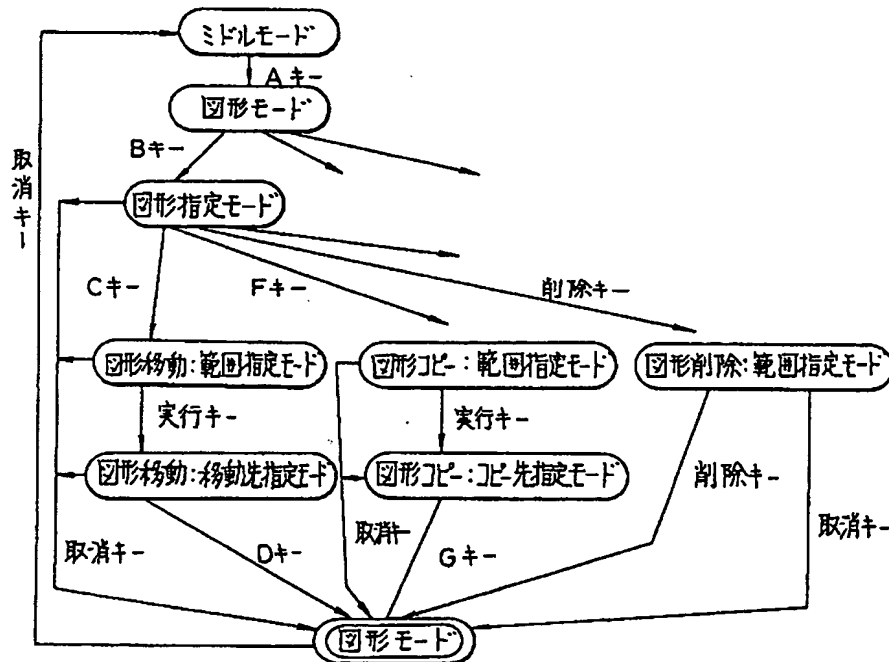 ミドルモード
Aキー
図形モード
Bキー
取消キー
図形指定モード
Cキー
Fキー
削除キー
図形移動:範囲指定モード
図形コピー:範囲指定モード
図形削除:範囲指定モード
実行キー
実行キー
図形移動:移動先指定モード
図形コピー:コピー先指定モード
削除キー
取消キー
Dキー
取消キー
Gキー
取消キー
図形モード